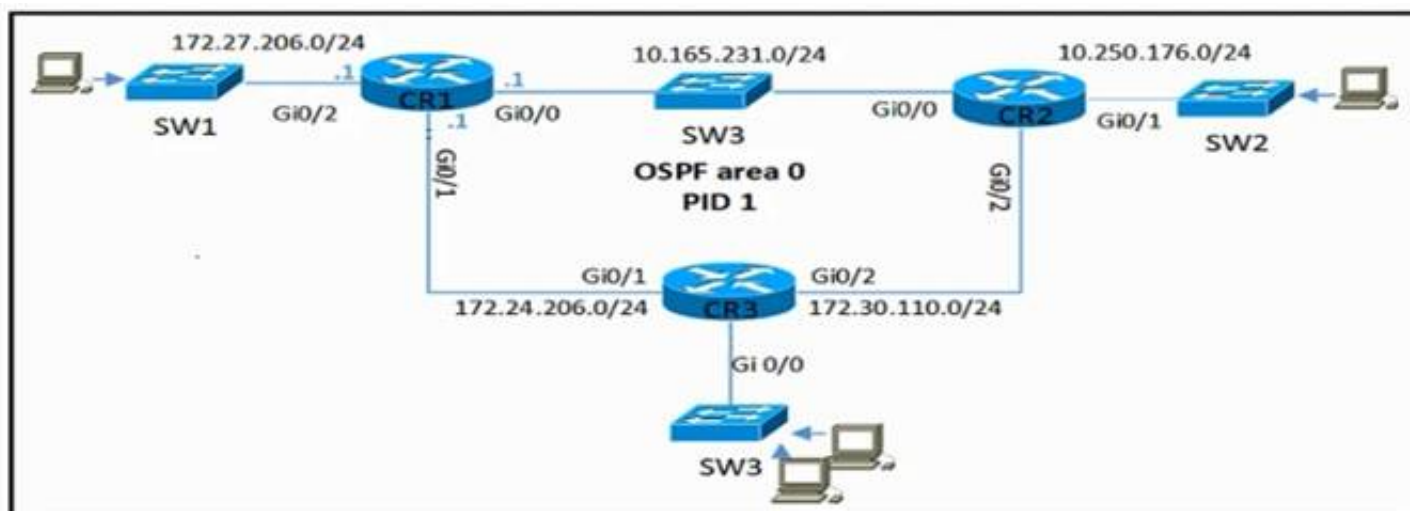 172.27.206.0/24
10.165.231.0/24
10.250.176.0/24
.1
CR1
.1
Gi0/2
Gi0/0
SW1
.1
Gi0/1
SW3
Gi0/0
CR2
Gi0/1
SW2
OSPF area 0
PID 1
Gi0/2
Gi0/1
Gi0/2
172.24.206.0/24
CR3
172.30.110.0/24
Gi 0/0
SW3